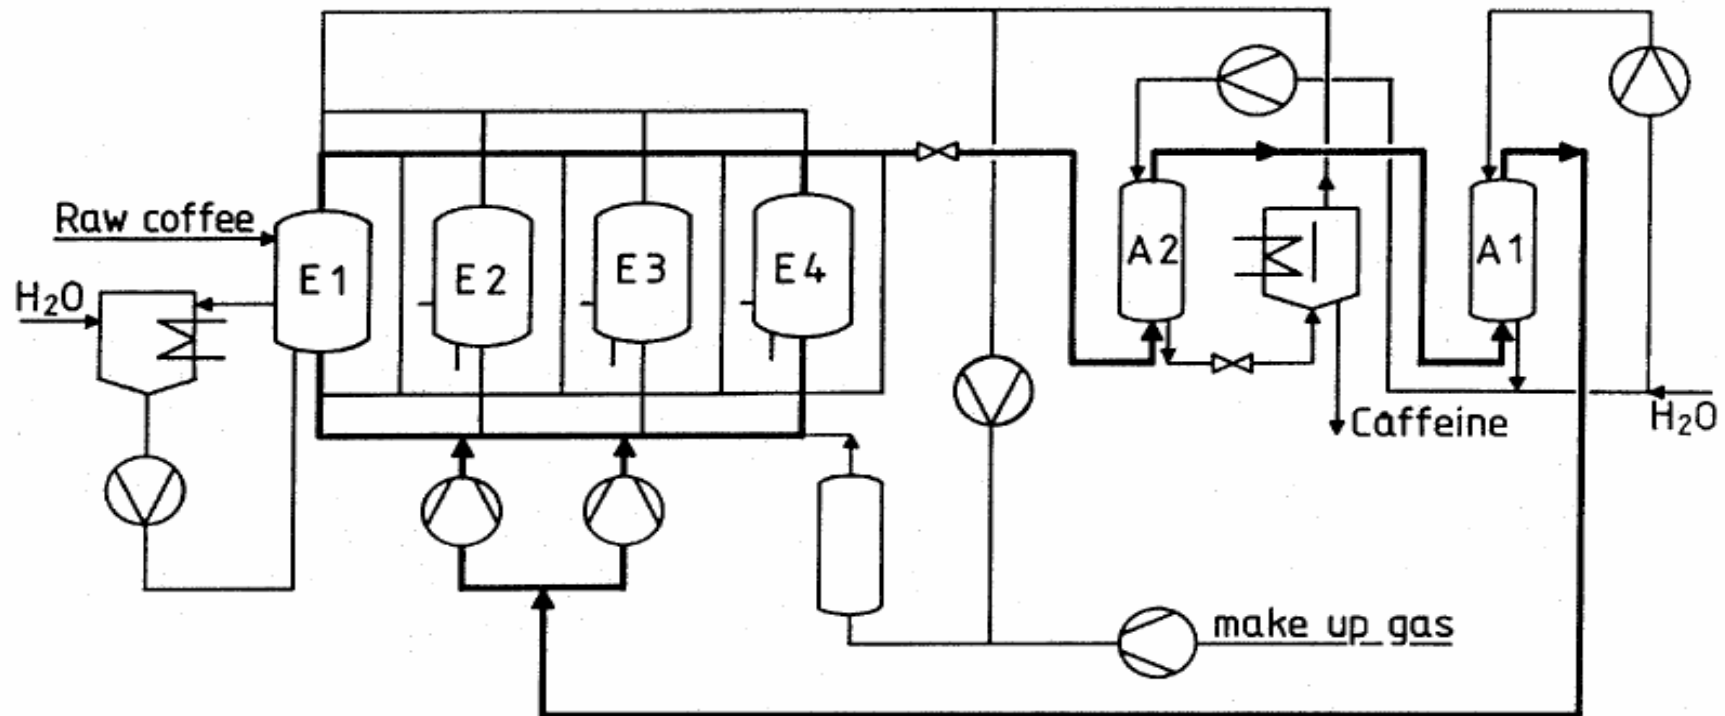 Raw coffee
H₂O
E1
E2
E3
E4
A2
A1
Caffeine
H₂O
make up gas